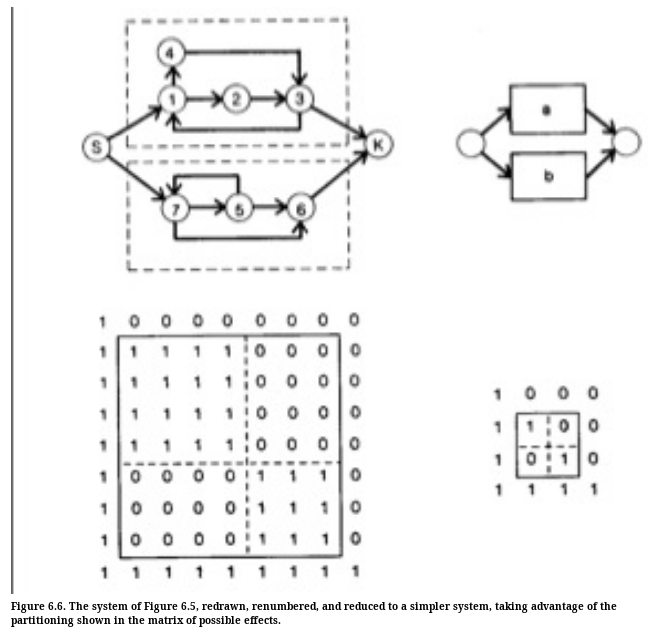 4
1 2 3
S K
7 5 6
a
b
1 0 0 0 0 0 0 0 0
1 1 1 1 1 0 0 0 0
1 1 1 1 1 0 0 0 0
1 1 1 1 1 0 0 0 0
1 1 1 1 1 0 0 0 0
1 0 0 0 0 1 1 1 0
1 0 0 0 0 1 1 1 0
1 0 0 0 0 1 1 1 0
1 1 1 1 1 1 1 1 1
1 0 0 0
1 1 0 0
1 0 1 0
1 1 1 1
Figure 6.6. The system of Figure 6.5, redrawn, renumbered, and reduced to a simpler system, taking advantage of the
partitioning shown in the matrix of possible effects.